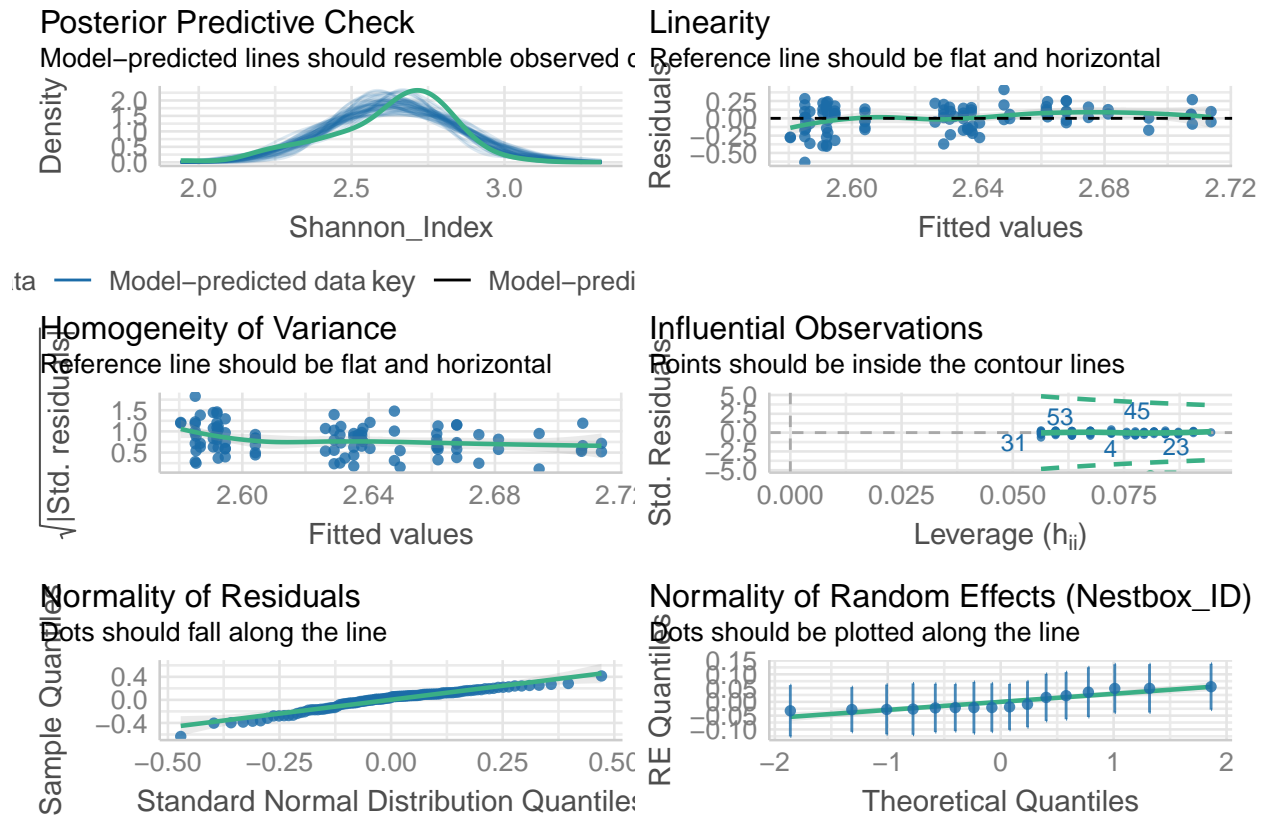 Posterior Predictive Check
Model−predicted lines should resemble observed
Density
2.0
1.5
1.0
0.5
0.0
2.0 2.5 3.0
Shannon_Index
Model−predicted data key
Linearity
Reference line should be flat and horizontal
Residuals
0.25
0.00
−0.25
−0.50
2.60 2.64 2.68 2.72
Fitted values
Homogeneity of Variance
Reference line should be flat and horizontal
√|Std. residuals|
1.5
1.0
0.5
2.60 2.64 2.68
Fitted values
Influential Observations
Points should be inside the contour lines
Std. Residuals
5.0
2.5
0.0
−2.5
−5.0
53
45
31
4
23
0.000 0.025 0.050 0.075
Leverage (hii)
Normality of Residuals
Dots should fall along the line
Sample Quantiles
0.4
0.0
−0.4
−0.50 −0.25 0.00 0.25
Standard Normal Distribution Quantiles
Normality of Random Effects (Nestbox_ID)
Dots should be plotted along the line
RE Quantiles
0.15
0.10
0.05
0.00
−0.05
−0.10
−2 −1 0 1 2
Theoretical Quantiles